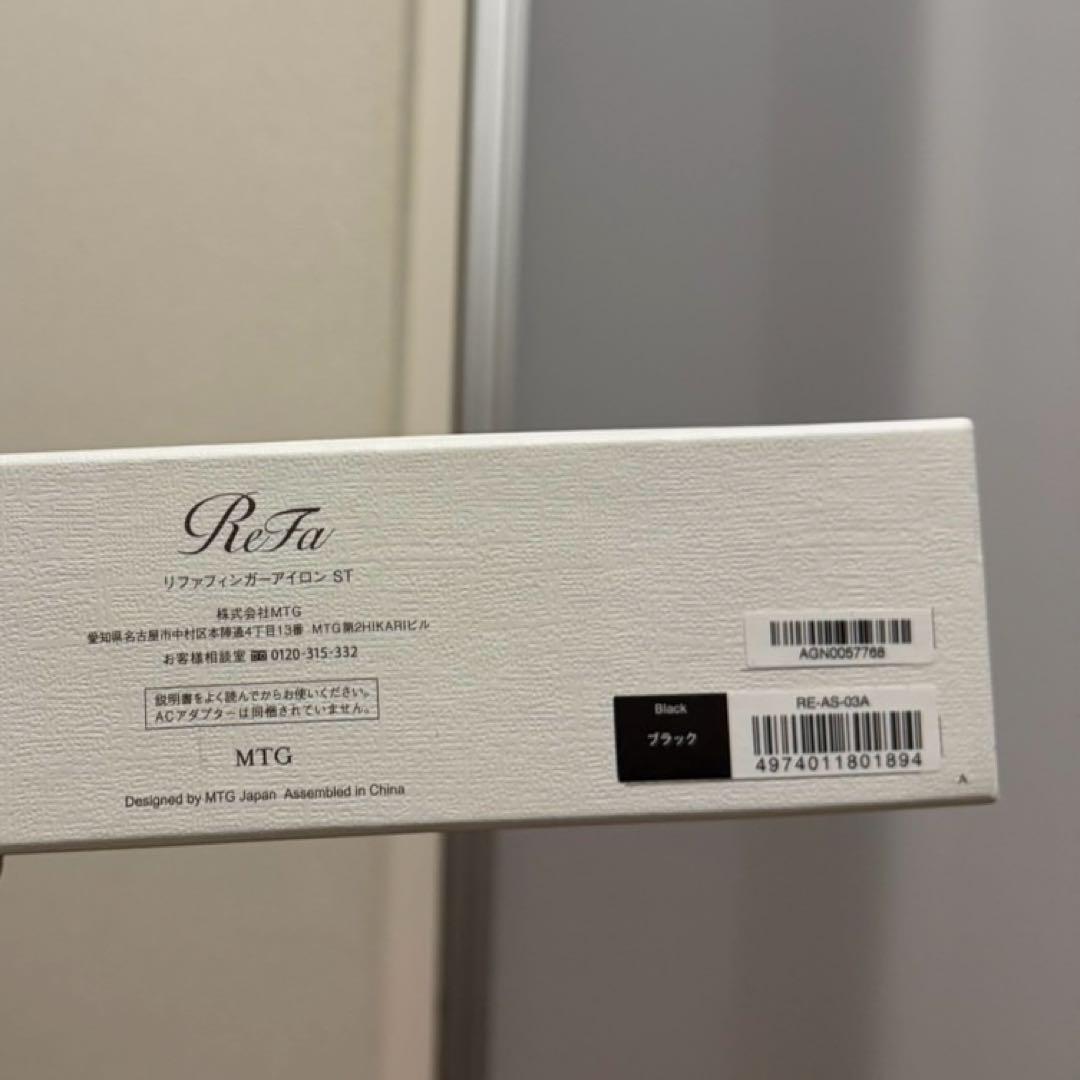 ReFa
リファフィンガーアイロン ST
株式会社MTG
愛知県名古屋市中村区本陣通4丁目13番 MTG第2HIKARIビル
お客様相談室 0120-315-332
説明書をよく読んでからお使いください。
ACアダプターは同梱されていません。
MTG
Designed by MTG Japan Assembled in China
AGN0057768
Black
ブラック
RE-AS-03A
4974011801894
A